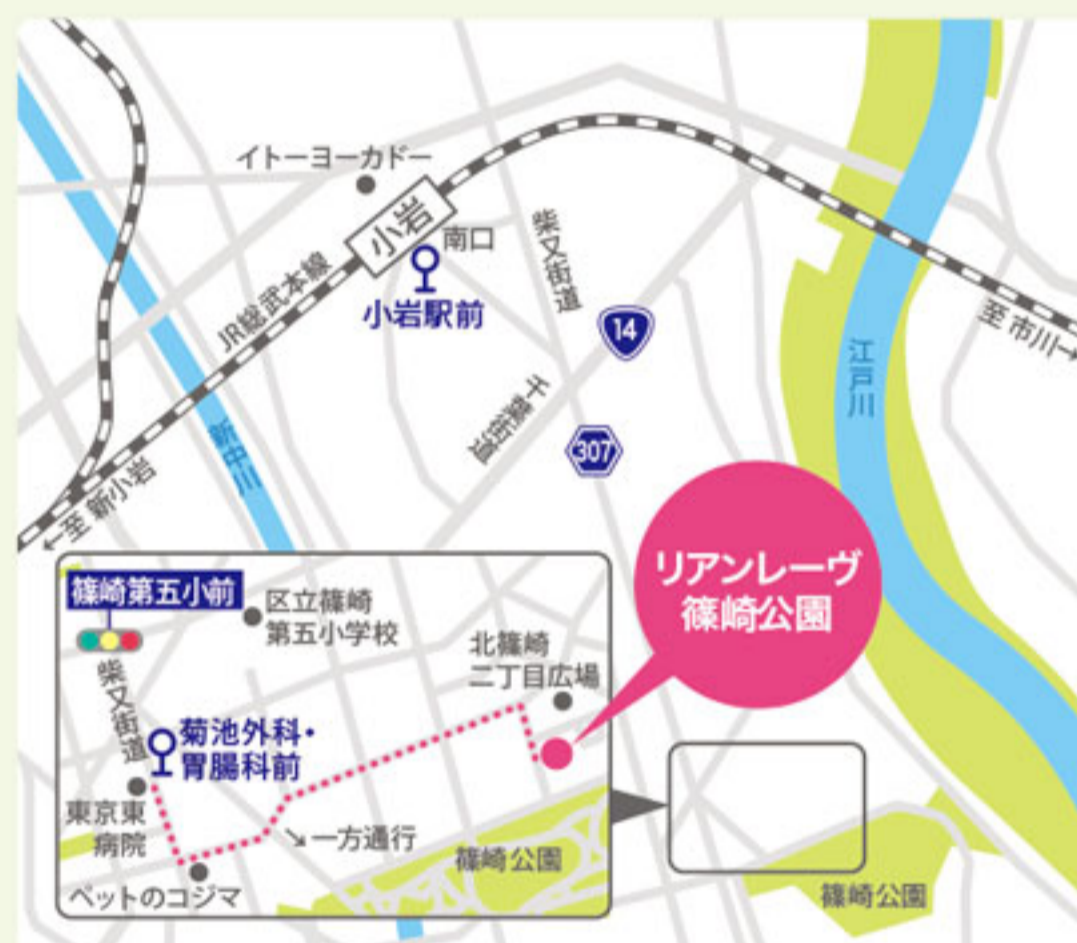 イトーヨーカドー
小岩
南口
小岩駅前
JR総武本線
柴又街道
14
千葉街道
307
至 市川→
江戸川
新中川
←至 新小岩
リアンレーヴ
篠崎公園
篠崎第五小前
区立篠崎
第五小学校
北篠崎
二丁目広場
柴又街道
菊池外科・
胃腸科前
東京東
病院
↘一方通行
ペットのコジマ
篠崎公園
篠崎公園